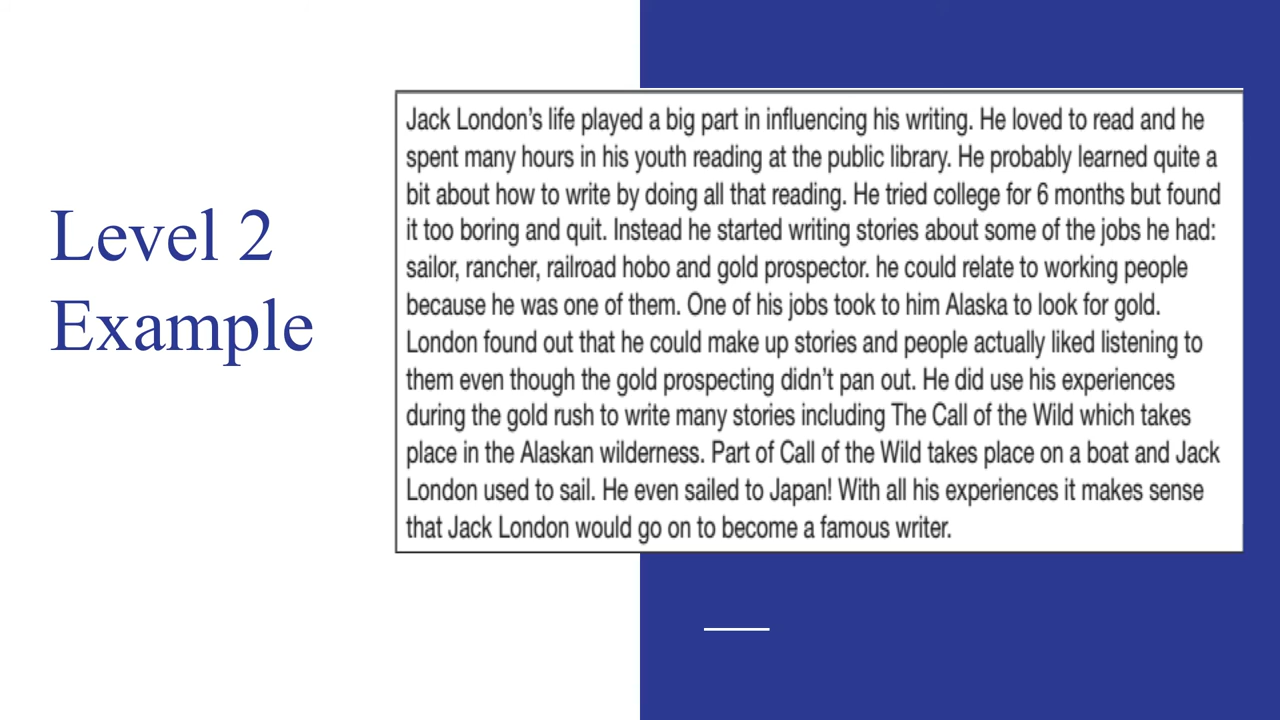 Level 2
Example
Jack London's life played a big part in influencing his writing. He loved to read and he
spent many hours in his youth reading at the public library. He probably learned quite a
bit about how to write by doing all that reading. He tried college for 6 months but found
it too boring and quit. Instead he started writing stories about some of the jobs he had:
sailor, rancher, railroad hobo and gold prospector. he could relate to working people
because he was one of them. One of his jobs took to him Alaska to look for gold.
London found out that he could make up stories and people actually liked listening to
them even though the gold prospecting didn't pan out. He did use his experiences
during the gold rush to write many stories including The Call of the Wild which takes
place in the Alaskan wilderness. Part of Call of the Wild takes place on a boat and Jack
London used to sail. He even sailed to Japan! With all his experiences it makes sense
that Jack London would go on to become a famous writer.